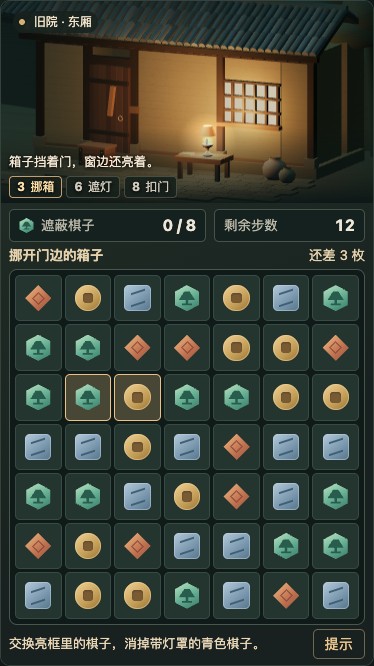 旧院 · 东厢
箱子挡着门，窗边还亮着。
3 挪箱 6 遮灯 8 扣门
遮蔽棋子 0 / 8 剩余步数 12
挪开门边的箱子 还差 3 枚
交换亮框里的棋子，消掉带灯罩的青色棋子。 提示